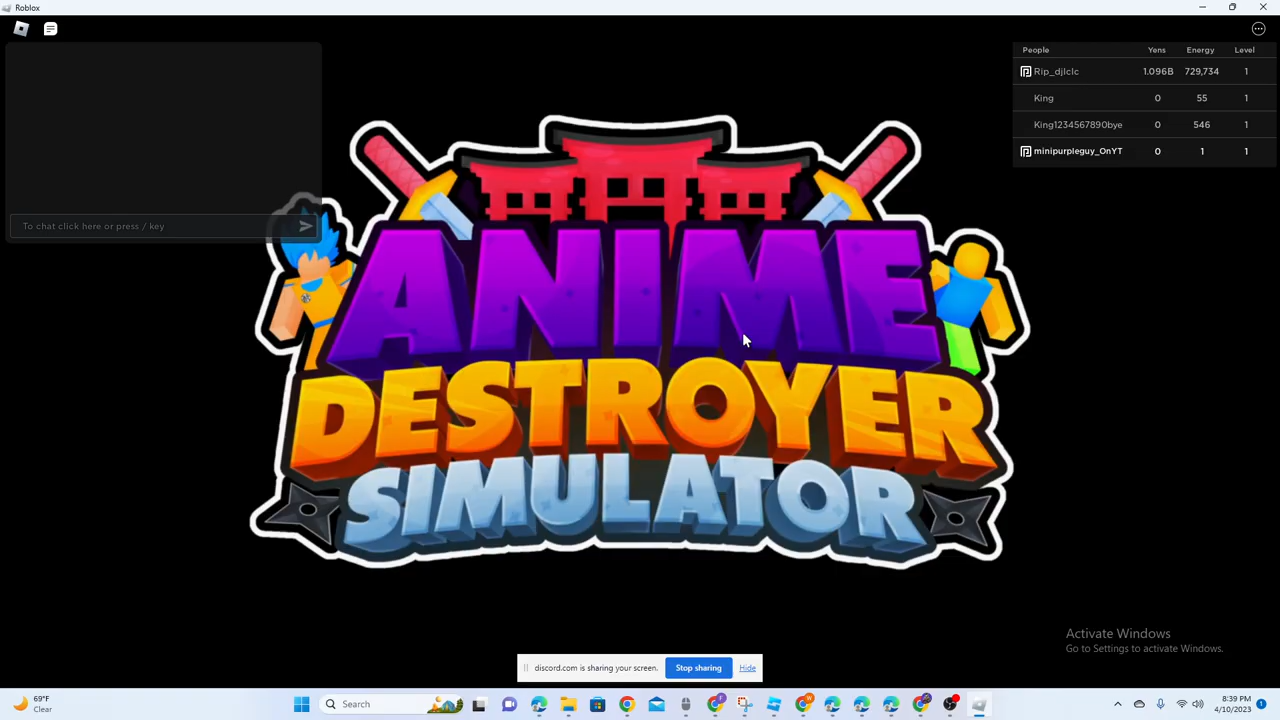 Roblox
People Yens Energy Level
Rip_djlclc 1.096B 729,734 1
King 0 55 1
King1234567890bye 0 546 1
minipurpleguy_OnYT 0 1 1
To chat click here or press / key
ANIME
DESTROYER
SIMULATOR
Activate Windows
Go to Settings to activate Windows.
discord.com is sharing your screen. Stop sharing Hide
69°F
Clear
Search
8:39 PM
4/10/2023